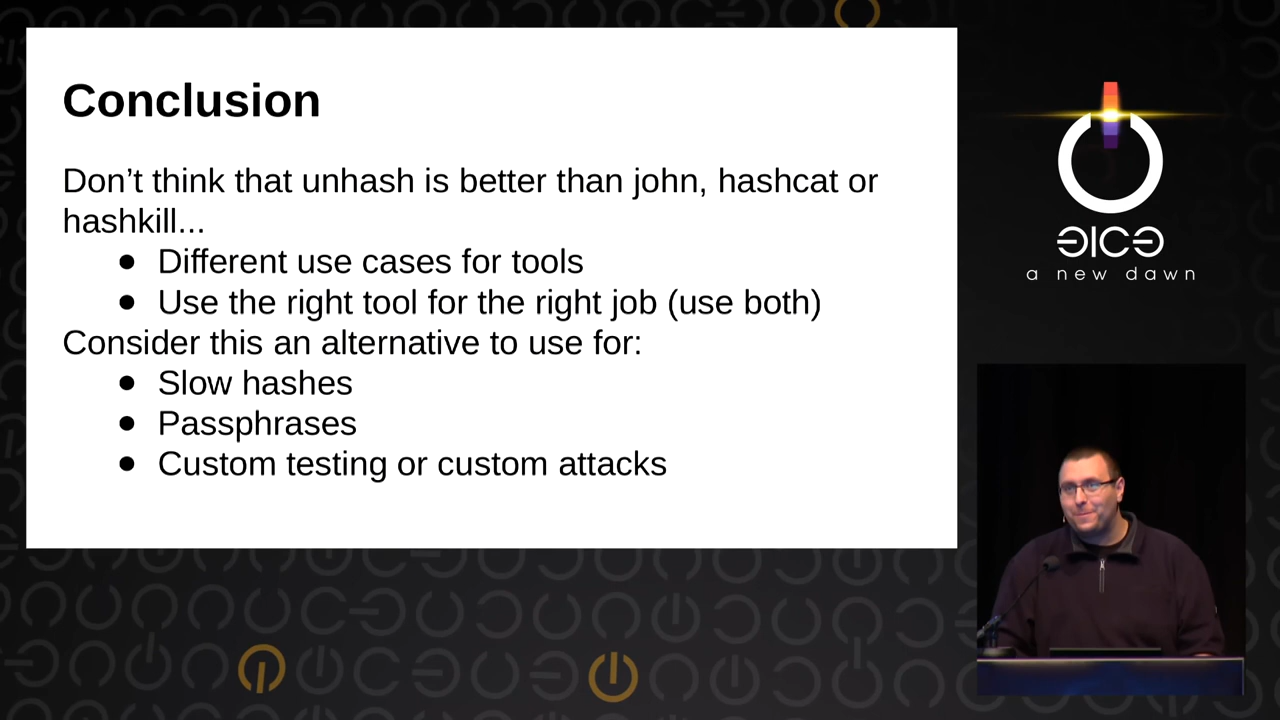 Conclusion
Don’t think that unhash is better than john, hashcat or
hashkill...
● Different use cases for tools
● Use the right tool for the right job (use both)
Consider this an alternative to use for:
● Slow hashes
● Passphrases
● Custom testing or custom attacks
a new dawn